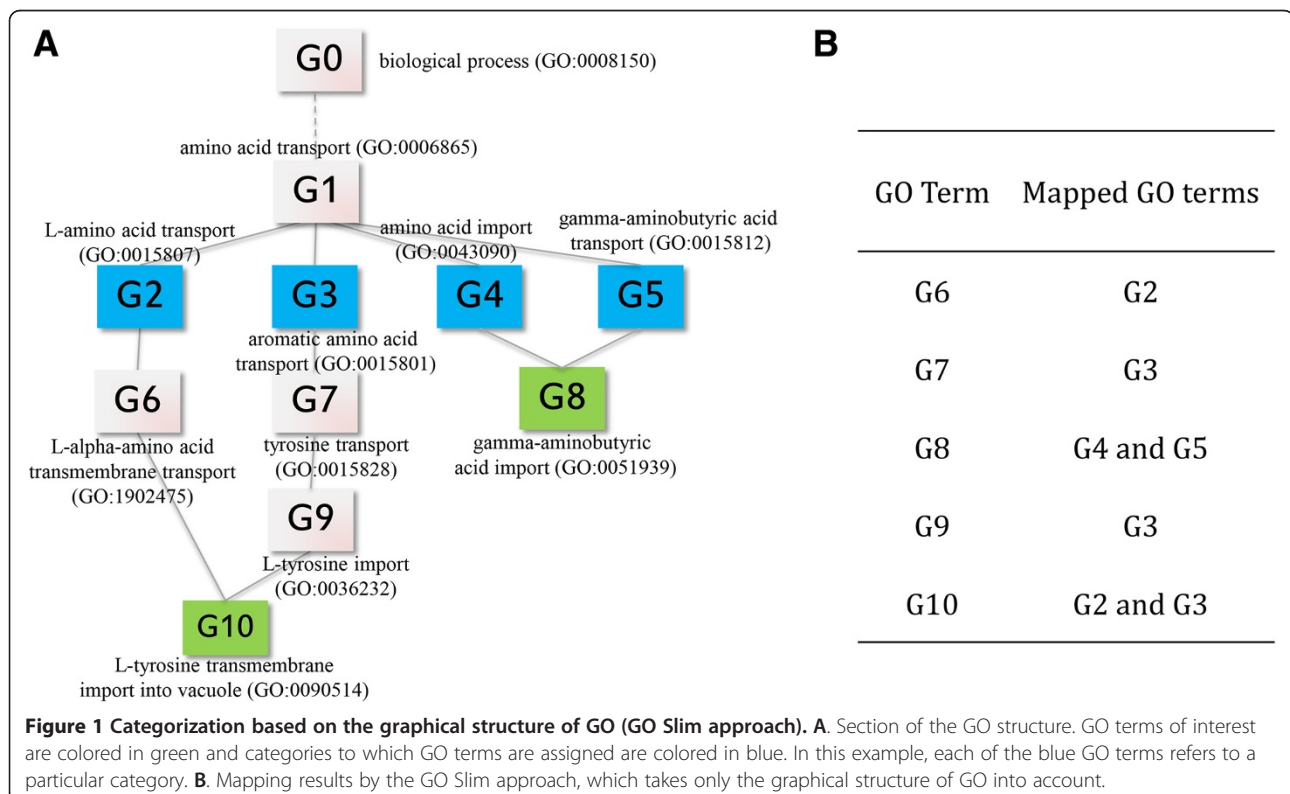 A
G0
biological process (GO:0008150)
amino acid transport (GO:0006865)
G1
L-amino acid transport
(GO:0015807)
amino acid import
(GO:0043090)
gamma-aminobutyric acid
transport (GO:0015812)
G2
G3
G4
G5
aromatic amino acid
transport (GO:0015801)
G6
G7
G8
L-alpha-amino acid
transmembrane transport
(GO:1902475)
tyrosine transport
(GO:0015828)
gamma-aminobutyric
acid import (GO:0051939)
G9
L-tyrosine import
(GO:0036232)
G10
L-tyrosine transmembrane
import into vacuole (GO:0090514)
B
GO Term Mapped GO terms
G6 G2
G7 G3
G8 G4 and G5
G9 G3
G10 G2 and G3
Figure 1 Categorization based on the graphical structure of GO (GO Slim approach). A. Section of the GO structure. GO terms of interest
are colored in green and categories to which GO terms are assigned are colored in blue. In this example, each of the blue GO terms refers to a
particular category. B. Mapping results by the GO Slim approach, which takes only the graphical structure of GO into account.